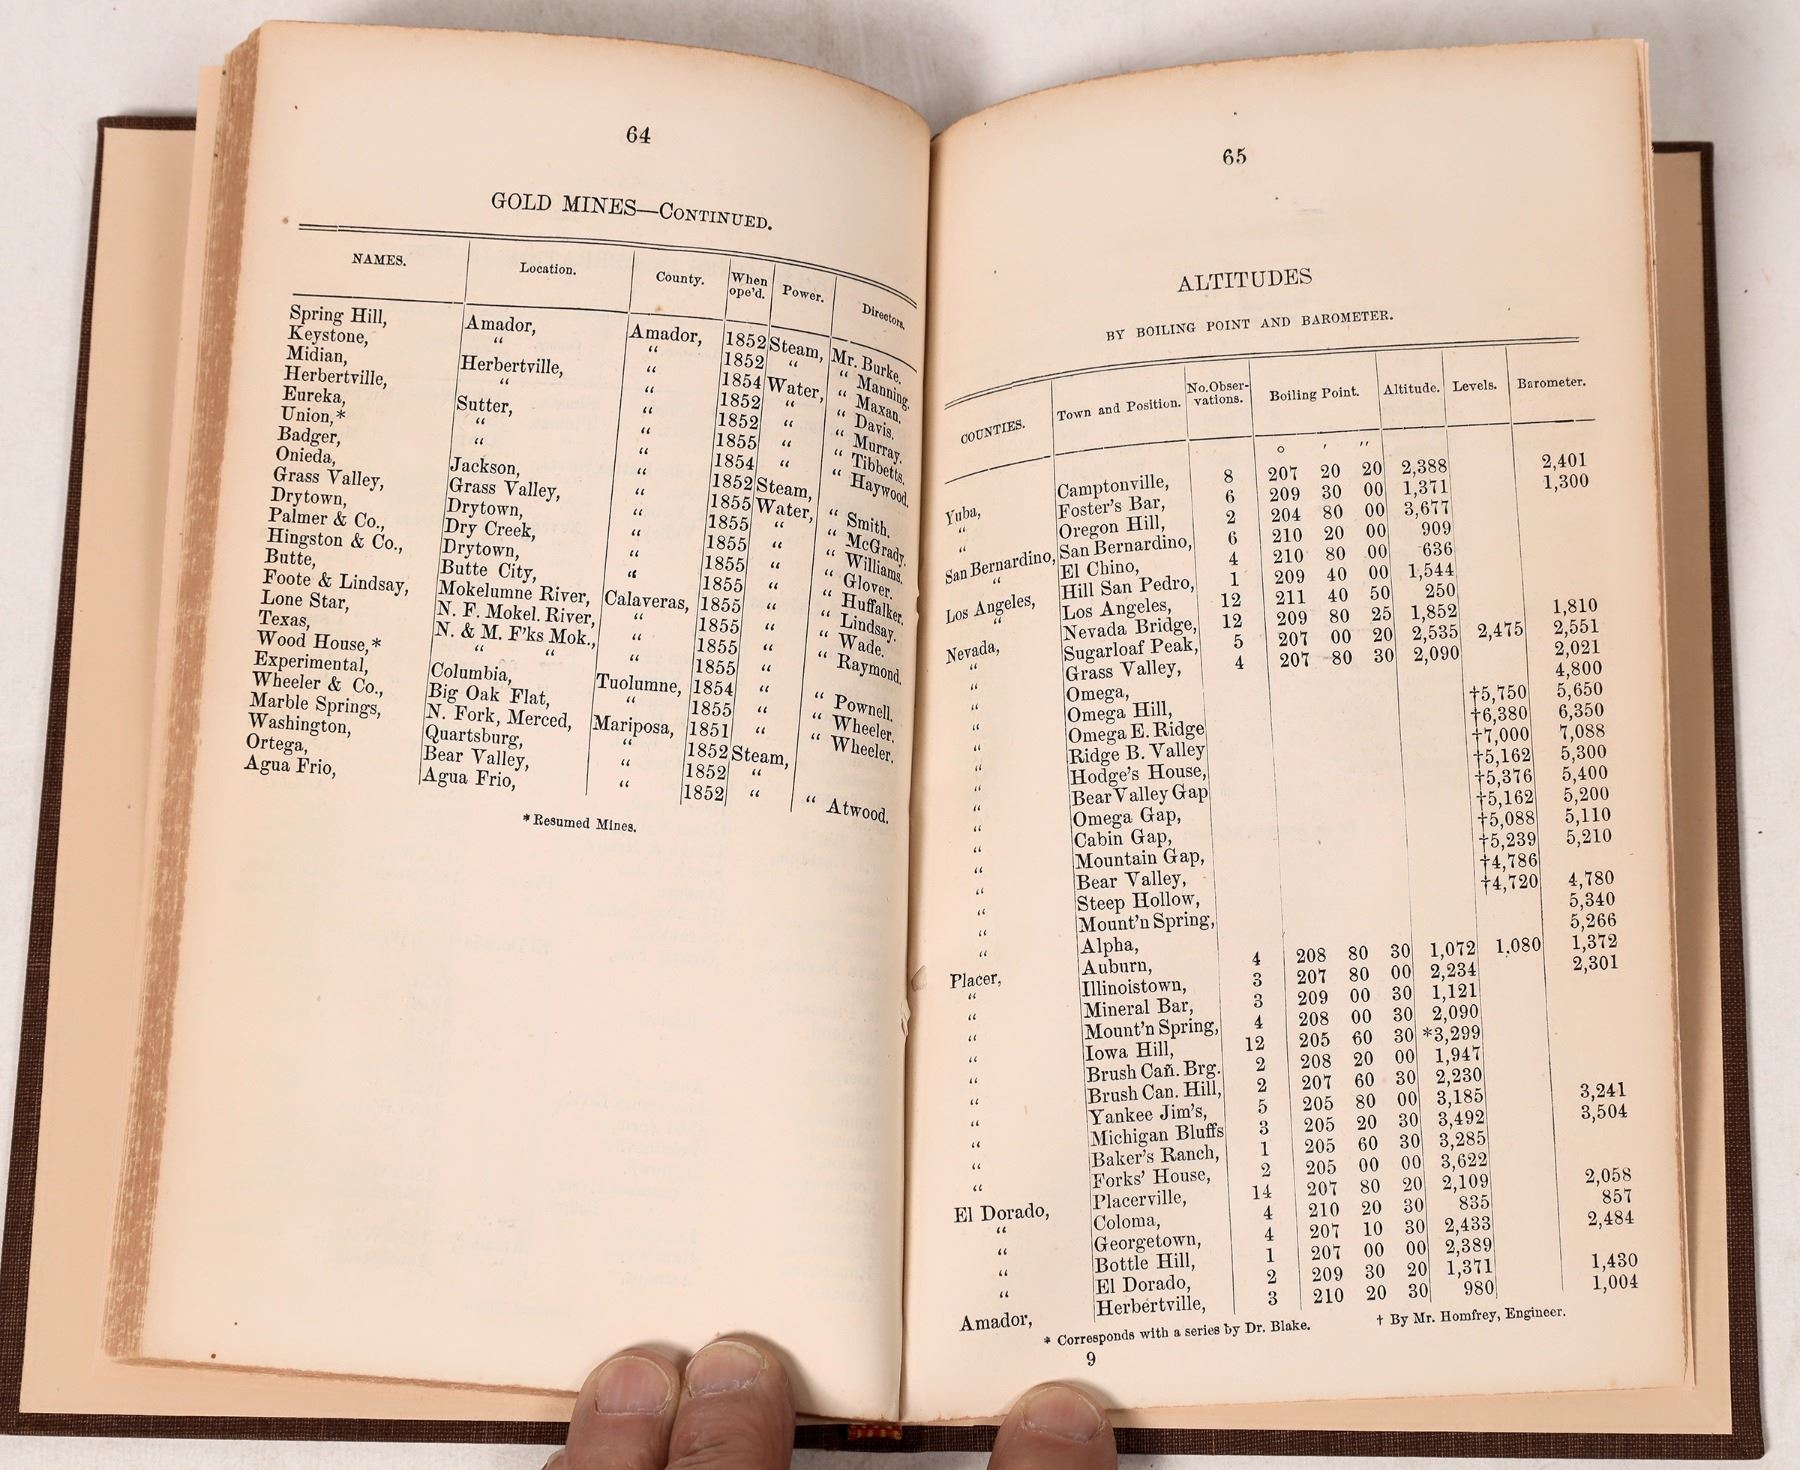 64
GOLD MINES—CONTINUED.
NAMES. Location. County. When ope'd. Power. Directors.
Spring Hill, Amador, Amador, 1852 Steam, Mr. Burke.
Keystone, " " 1852 " " Manning.
Midian, Herbertville, " 1854 Water, " Maxan.
Herbertville, " " 1852 " " Davis.
Eureka, Sutter, " 1852 " " Murray.
Union,* " " 1855 " " Tibbetts.
Badger, " " 1854 " " Haywood.
Onieda, Jackson, " 1852 Steam,
Grass Valley, Grass Valley, " 1855 Water, " Smith.
Drytown, Drytown, " 1855 " " McGrady.
Palmer & Co., Dry Creek, " 1855 " " Williams.
Hingston & Co., Drytown, " 1855 " " Glover.
Butte, Butte City, " 1855 " " Huffalker.
Foote & Lindsay, Mokelumne River, Calaveras, 1855 " " Lindsay.
Lone Star, N. F. Mokel. River, " 1855 " " Wade.
Texas, N. & M. F'ks Mok., " 1855 " " Raymond.
Wood House,* " " " 1855 "
Experimental, Columbia, Tuolumne, 1854 " " Pownell.
Wheeler & Co., Big Oak Flat, " 1855 " " Wheeler.
Marble Springs, N. Fork, Merced, Mariposa, 1851 " " Wheeler.
Washington, Quartsburg, " 1852 Steam,
Ortega, Bear Valley, " 1852 "
Agua Frio, Agua Frio, " 1852 " " Atwood.
* Resumed Mines.
65
ALTITUDES
BY BOILING POINT AND BAROMETER.
COUNTIES. Town and Position. No. Obser-vations. Boiling Point. Altitude. Levels. Barometer.
° ′ ″
Yuba, Camptonville, 8 207 20 20 2,388 2,401
" Foster's Bar, 6 209 30 00 1,371 1,300
" Oregon Hill, 2 204 80 00 3,677
San Bernardino, San Bernardino, 6 210 20 00 909
" El Chino, 4 210 80 00 636
Los Angeles, Hill San Pedro, 1 209 40 00 1,544
" Los Angeles, 12 211 40 50 250
Nevada, Nevada Bridge, 12 209 80 25 1,852 1,810
" Sugarloaf Peak, 5 207 00 20 2,535 2,475 2,551
" Grass Valley, 4 207 80 30 2,090 2,021
" Omega, 4,800
" Omega Hill, †5,750 5,650
" Omega E. Ridge †6,380 6,350
" Ridge B. Valley †7,000 7,088
" Hodge's House, †5,162 5,300
" Bear Valley Gap †5,376 5,400
" Omega Gap, †5,162 5,200
" Cabin Gap, †5,088 5,110
" Mountain Gap, †5,239 5,210
" Bear Valley, †4,786
" Steep Hollow, †4,720 4,780
" Mount'n Spring, 5,340
" Alpha, 5,266
Placer, Auburn, 4 208 80 30 1,072 1,080 1,372
" Illinoistown, 3 207 80 00 2,234 2,301
" Mineral Bar, 3 209 00 30 1,121
" Mount'n Spring, 4 208 00 30 2,090
" Iowa Hill, 12 205 60 30 *3,299
" Brush Cañ. Brg. 2 208 20 00 1,947
" Brush Can. Hill, 2 207 60 30 2,230
" Yankee Jim's, 5 205 80 00 3,185 3,241
" Michigan Bluffs 3 205 20 30 3,492 3,504
" Baker's Ranch, 1 205 60 30 3,285
" Forks' House, 2 205 00 00 3,622
El Dorado, Placerville, 14 207 80 20 2,109 2,058
" Coloma, 4 210 20 30 835 857
" Georgetown, 4 207 10 30 2,433 2,484
" Bottle Hill, 1 207 00 00 2,389
" El Dorado, 2 209 30 20 1,371 1,430
Amador, Herbertville, 3 210 20 30 980 1,004
* Corresponds with a series by Dr. Blake. † By Mr. Homfrey, Engineer.
9